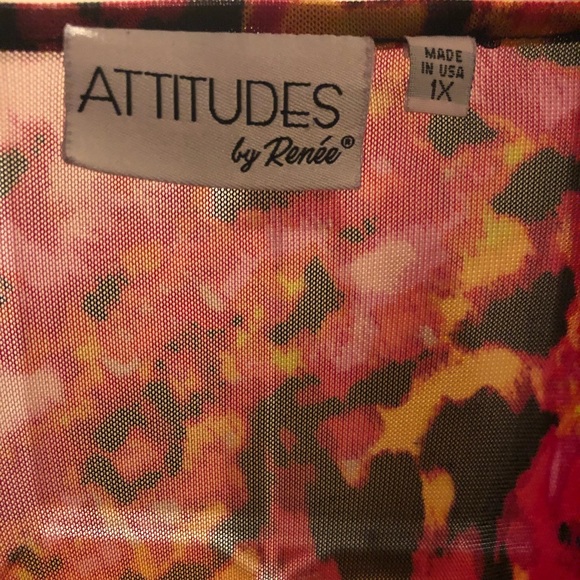 ATTITUDES
by Renée®
MADE
IN USA
1X